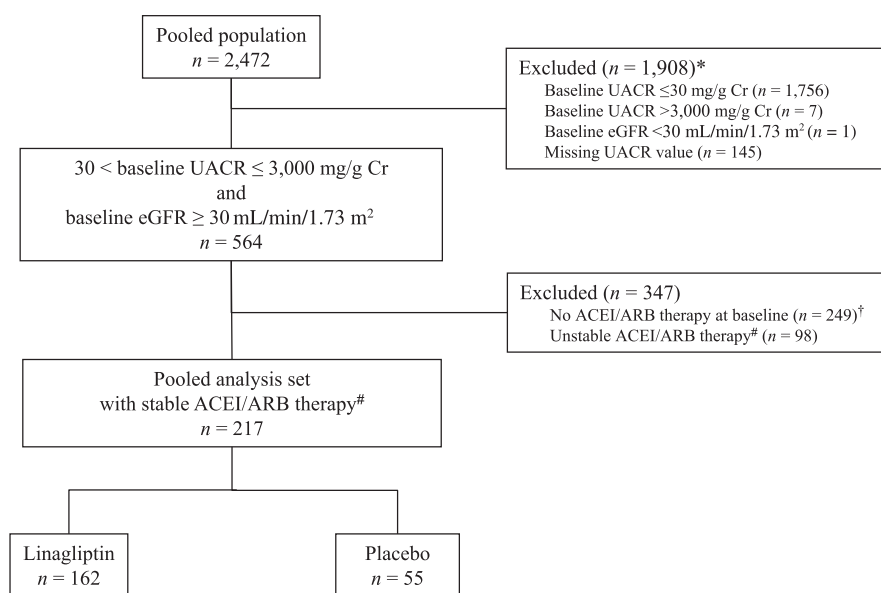 Pooled population
n = 2,472
Excluded (n = 1,908)*
Baseline UACR ≤30 mg/g Cr (n = 1,756)
Baseline UACR >3,000 mg/g Cr (n = 7)
Baseline eGFR <30 mL/min/1.73 m² (n = 1)
Missing UACR value (n = 145)
30 < baseline UACR ≤ 3,000 mg/g Cr
and
baseline eGFR ≥ 30 mL/min/1.73 m²
n = 564
Excluded (n = 347)
No ACEI/ARB therapy at baseline (n = 249)†
Unstable ACEI/ARB therapy# (n = 98)
Pooled analysis set
with stable ACEI/ARB therapy#
n = 217
Linagliptin
n = 162
Placebo
n = 55